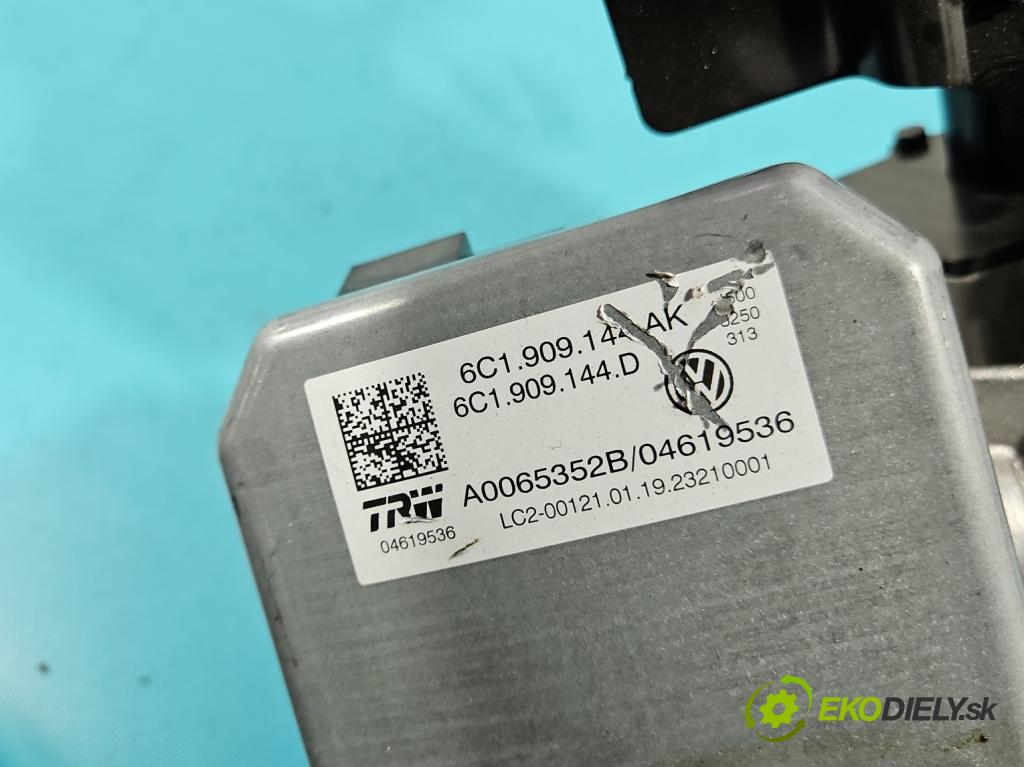 6C1.909.144.AK
6C1.909.144.D
313
A0065352B/04619536
LC2-00121.01.19.23210001
TRW
04619536
EKODIELY.sk